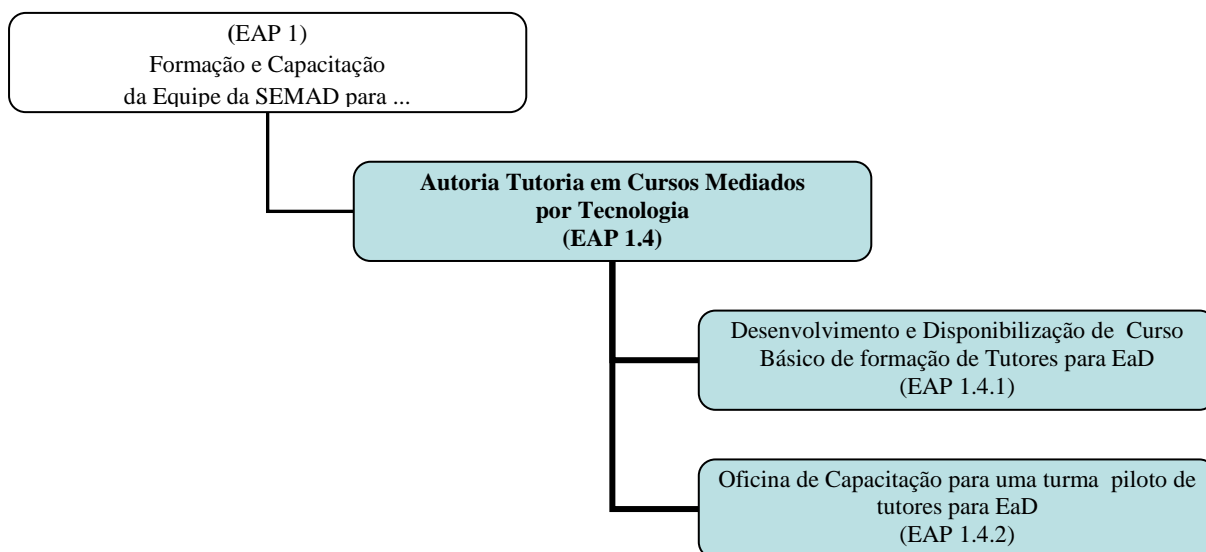 (EAP 1)
Formação e Capacitação
da Equipe da SEMAD para ...
Autoria Tutoria em Cursos Mediados
por Tecnologia
(EAP 1.4)
Desenvolvimento e Disponibilização de Curso
Básico de formação de Tutores para EaD
(EAP 1.4.1)
Oficina de Capacitação para uma turma piloto de
tutores para EaD
(EAP 1.4.2)